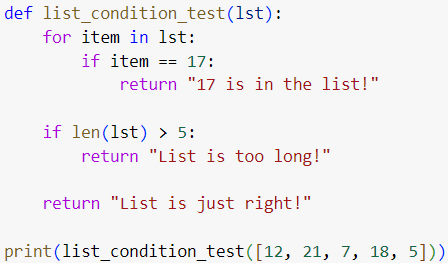 def list_condition_test(lst):
    for item in lst:
        if item == 17:
            return "17 is in the list!"

    if len(lst) > 5:
        return "List is too long!"

    return "List is just right!"

print(list_condition_test([12, 21, 7, 18, 5]))